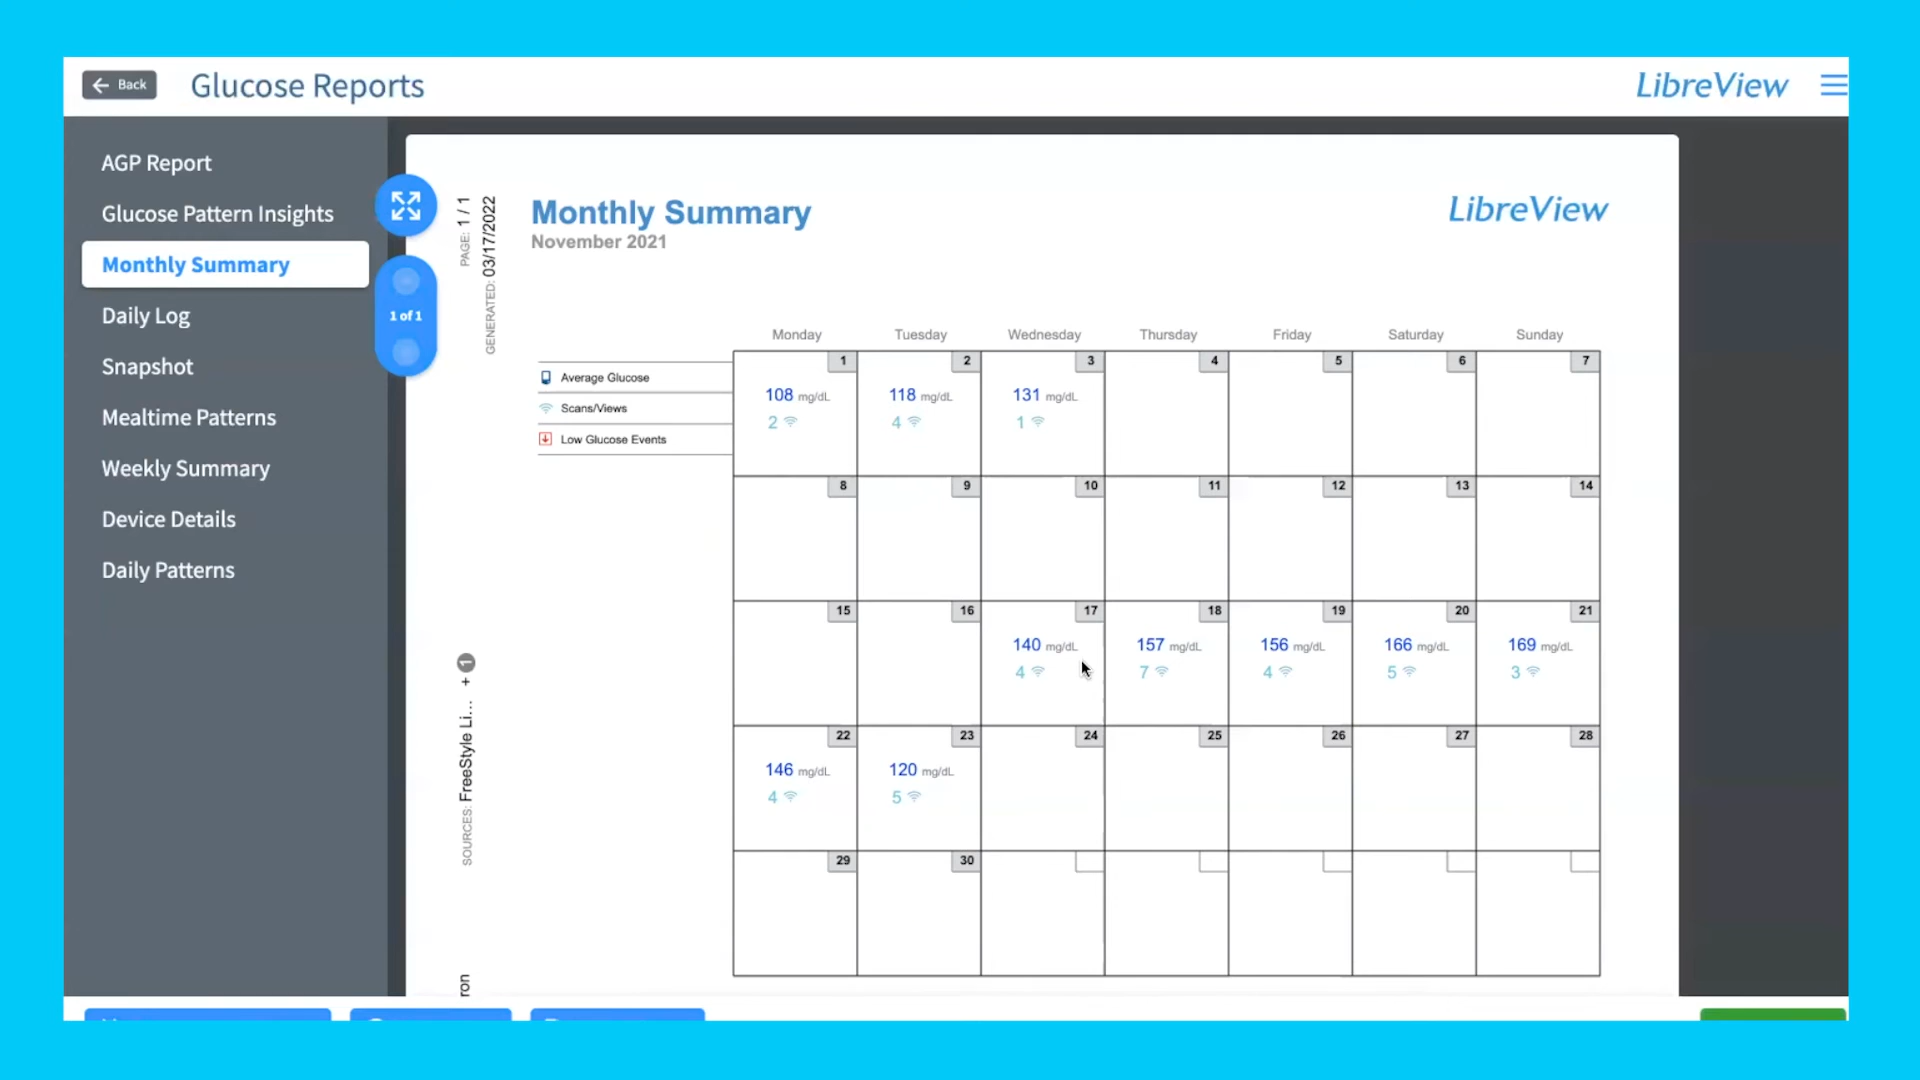 Back
Glucose Reports
LibreView
AGP Report
Glucose Pattern Insights
Monthly Summary
Daily Log
Snapshot
Mealtime Patterns
Weekly Summary
Device Details
Daily Patterns
1 of 1
PAGE: 1 / 1
GENERATED: 03/17/2022
SOURCES: FreeStyle Li... + 1
ron
Monthly Summary
November 2021
LibreView
Average Glucose
Scans/Views
Low Glucose Events
Monday Tuesday Wednesday Thursday Friday Saturday Sunday
1 2 3 4 5 6 7
108 mg/dL 118 mg/dL 131 mg/dL
2 4 1
8 9 10 11 12 13 14
15 16 17 18 19 20 21
140 mg/dL 157 mg/dL 156 mg/dL 166 mg/dL 169 mg/dL
4 7 4 5 3
22 23 24 25 26 27 28
146 mg/dL 120 mg/dL
4 5
29 30